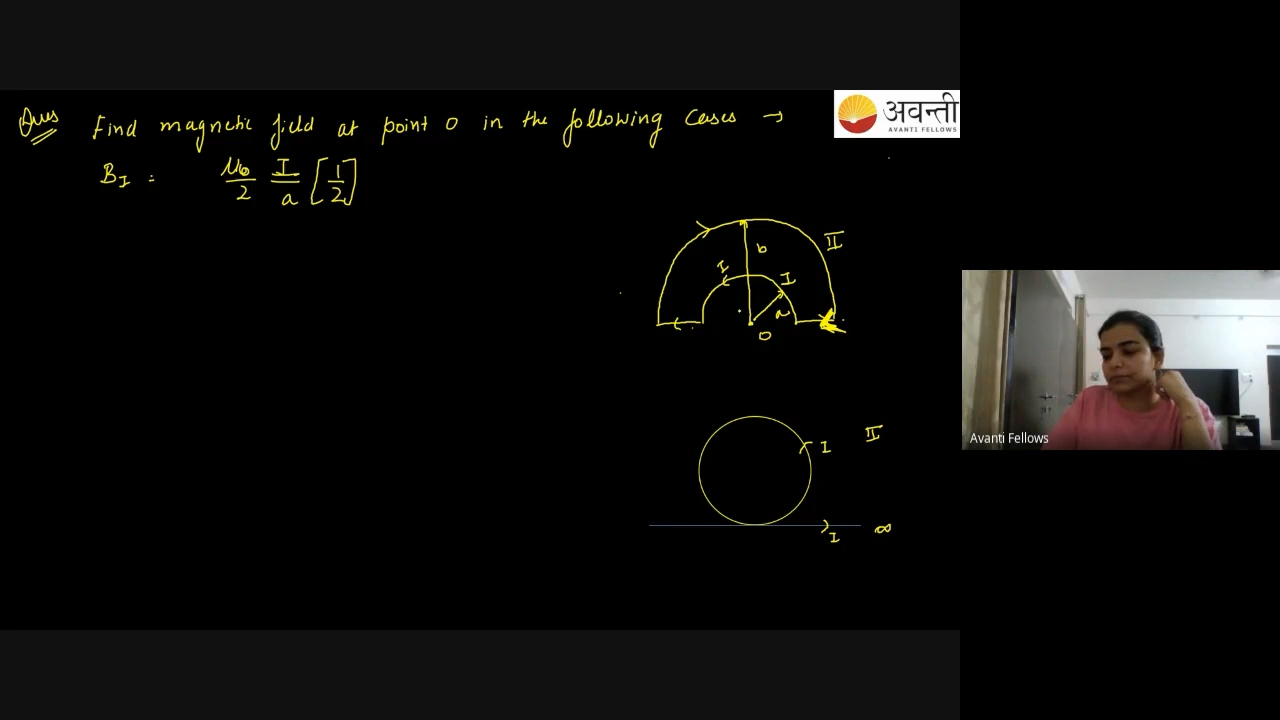 Ques Find magnetic field at point O in the following cases →
अवन्ती
AVANTI FELLOWS
B_I = μ₀/2 I/a [1/2]
II
b
I I
a
O
I II
I ∞
Avanti Fellows